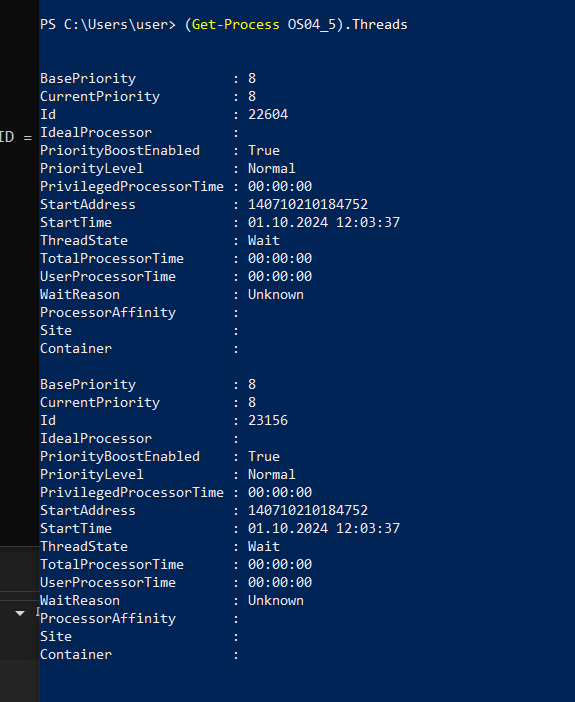 PS C:\Users\user> (Get-Process OS04_5).Threads
BasePriority : 8
CurrentPriority : 8
Id : 22604
ID =
IdealProcessor :
PriorityBoostEnabled : True
PriorityLevel : Normal
PrivilegedProcessorTime : 00:00:00
StartAddress : 140710210184752
StartTime : 01.10.2024 12:03:37
ThreadState : Wait
TotalProcessorTime : 00:00:00
UserProcessorTime : 00:00:00
WaitReason : Unknown
ProcessorAffinity :
Site :
Container :
BasePriority : 8
CurrentPriority : 8
Id : 23156
IdealProcessor :
PriorityBoostEnabled : True
PriorityLevel : Normal
PrivilegedProcessorTime : 00:00:00
StartAddress : 140710210184752
StartTime : 01.10.2024 12:03:37
ThreadState : Wait
TotalProcessorTime : 00:00:00
UserProcessorTime : 00:00:00
WaitReason : Unknown
ProcessorAffinity :
Site :
Container :